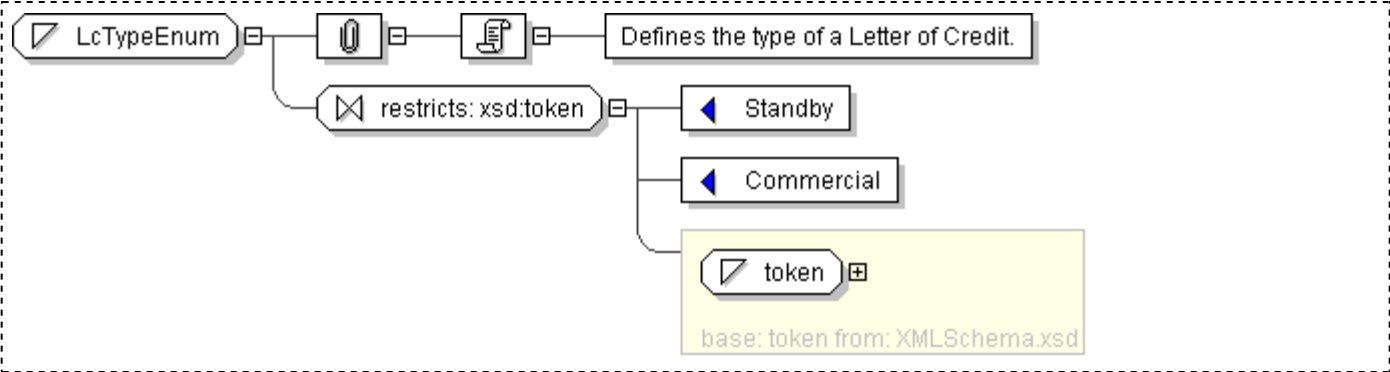 LcTypeEnum
Defines the type of a Letter of Credit.
restricts: xsd:token
Standby
Commercial
token
base: token from: XMLSchema.xsd